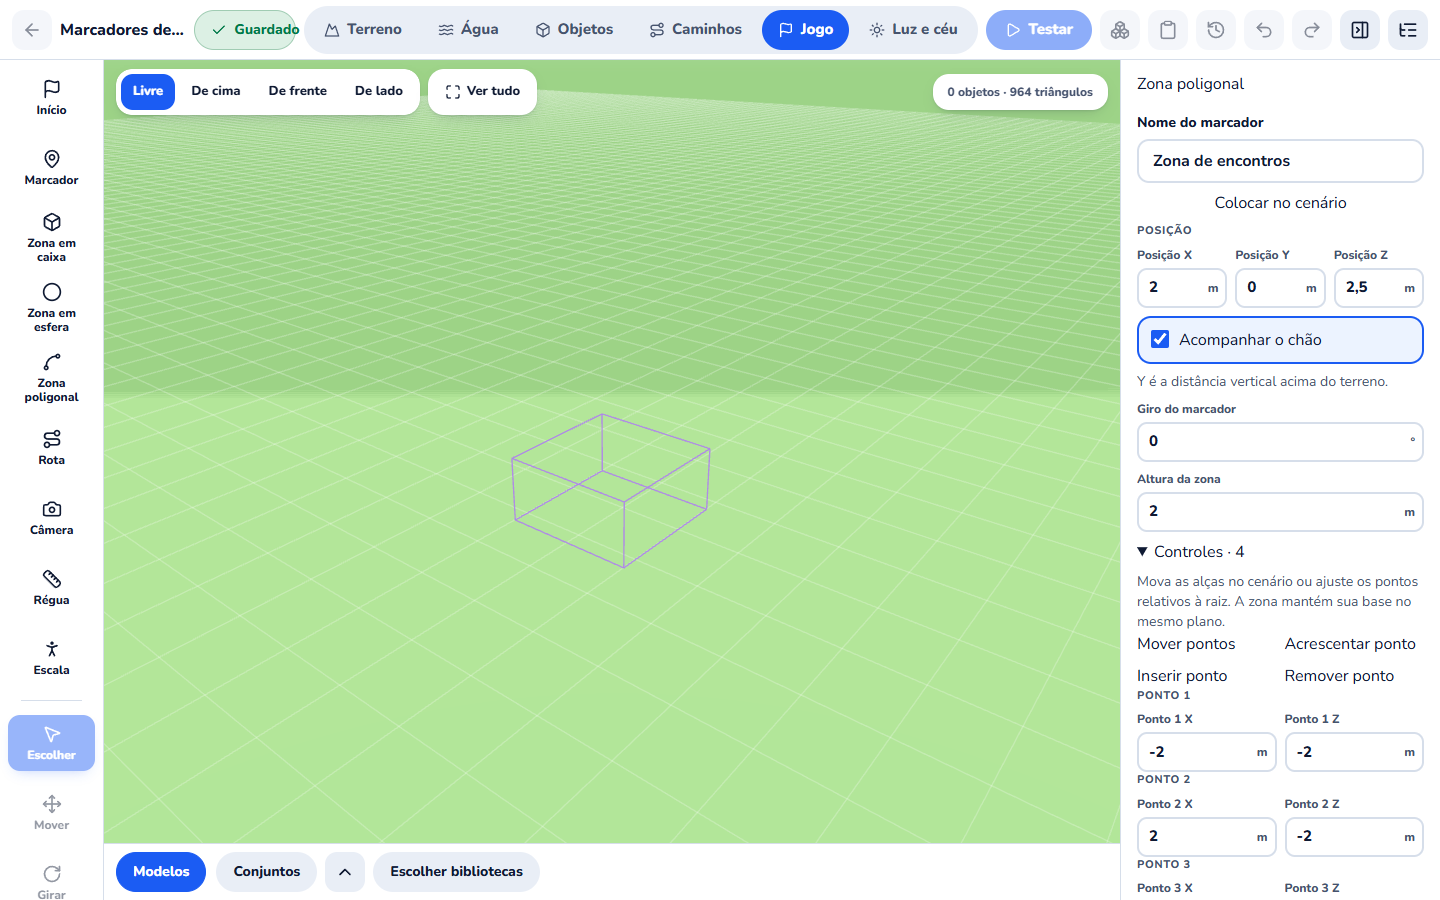 Marcadores de...
Guardado
Terreno
Água
Objetos
Caminhos
Jogo
Luz e céu
Testar
Início
Marcador
Zona em
caixa
Zona em
esfera
Zona
poligonal
Rota
Câmera
Régua
Escala
Escolher
Mover
Girar
Livre
De cima
De frente
De lado
Ver tudo
0 objetos · 964 triângulos
Modelos
Conjuntos
Escolher bibliotecas
Zona poligonal
Nome do marcador
Zona de encontros
Colocar no cenário
POSIÇÃO
Posição X
Posição Y
Posição Z
2 m
0 m
2,5 m
Acompanhar o chão
Y é a distância vertical acima do terreno.
Giro do marcador
0 °
Altura da zona
2 m
Controles · 4
Mova as alças no cenário ou ajuste os pontos
relativos à raiz. A zona mantém sua base no
mesmo plano.
Mover pontos
Acrescentar ponto
Inserir ponto
Remover ponto
PONTO 1
Ponto 1 X
Ponto 1 Z
-2 m
-2 m
PONTO 2
Ponto 2 X
Ponto 2 Z
2 m
-2 m
PONTO 3
Ponto 3 X
Ponto 3 Z